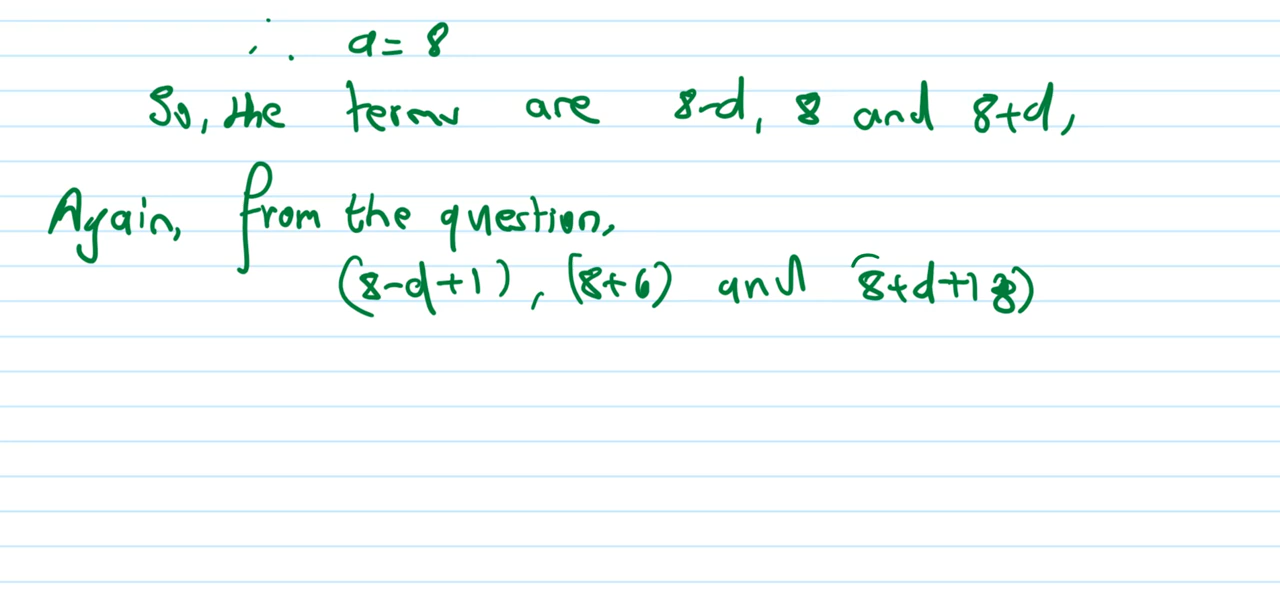 ∴ a = 8
So, the terms are 8-d, 8 and 8+d,
Again, from the question,
(8-d+1), (8+6) and (8+d+18)